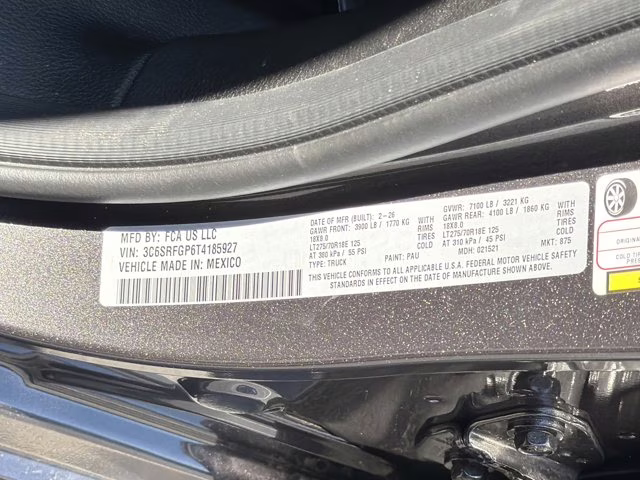 MFD BY: FCA US LLC
VIN: 3C6SRFGP6T4185927
VEHICLE MADE IN: MEXICO
DATE OF MFR (BUILT): 2-26
GAWR FRONT: 3900 LB / 1770 KG WITH
18X8.0 RIMS
LT275/70R18E 125 TIRES
AT 380 kPa / 55 PSI COLD
TYPE: TRUCK PAINT: PAU
GVWR: 7100 LB / 3221 KG
GAWR REAR: 4100 LB / 1860 KG WITH
18X8.0 RIMS
LT275/70R18E 125 TIRES
AT 310 kPa / 45 PSI COLD
MDH: 021521 MKT: 875
THIS VEHICLE CONFORMS TO ALL APPLICABLE U.S.A. FEDERAL MOTOR VEHICLE SAFETY
STANDARDS IN EFFECT ON THE DATE OF MANUFACTURE SHOWN ABOVE.
ORIGIN
COLD TI
PRES